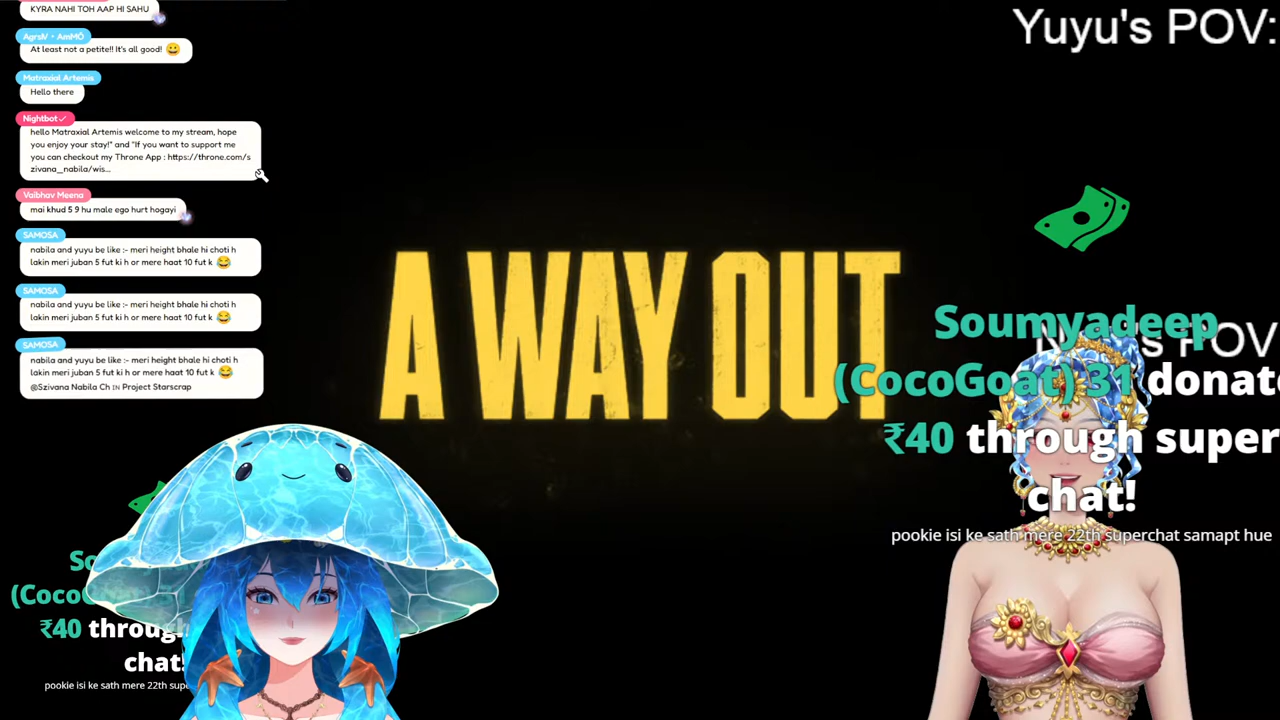 KYRA NAHI TOH AAP HI SAHU
AgrsIV • AmMÓ
At least not a petite!! It's all good! 😀
Matraxial Artemis
Hello there
Nightbot✓
hello Matraxial Artemis welcome to my stream, hope
you enjoy your stay!" and "If you want to support me
you can checkout my Throne App : https://throne.com/s
zivana_nabila/wis...
Vaibhav Meena
mai khud 5 9 hu male ego hurt hogayi
SAMOSA
nabila and yuyu be like :- meri height bhale hi choti h
lakin meri juban 5 fut ki h or mere haat 10 fut k 😂
SAMOSA
nabila and yuyu be like :- meri height bhale hi choti h
lakin meri juban 5 fut ki h or mere haat 10 fut k 😂
SAMOSA
nabila and yuyu be like :- meri height bhale hi choti h
lakin meri juban 5 fut ki h or mere haat 10 fut k 😂
@Szivana Nabila Ch IN Project Starscrap
A WAY OUT
Yuyu's POV:
POV
Soumyadeep
(CocoGoat) 31 donate
₹40 through super
chat!
pookie isi ke sath mere 22th superchat samapt hue
So
(Coco
₹40 through
chat!
pookie isi ke sath mere 22th supe